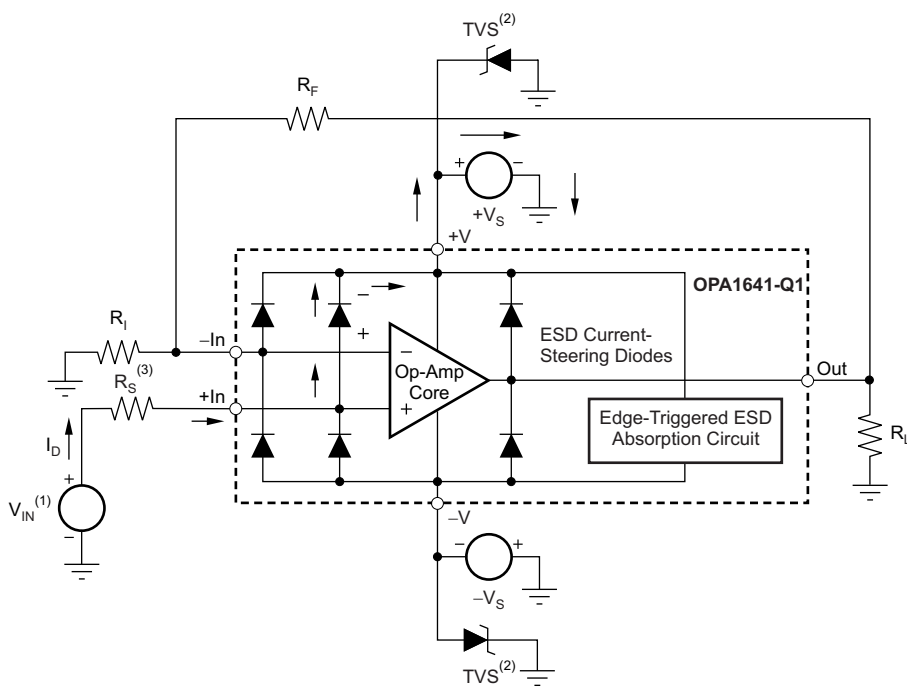 TVS(2)
RF
+ −
+VS
+V
OPA1641-Q1
−
+
RI
−In
ESD Current-
Steering Diodes
−
Op-Amp
Core
+
Out
RS(3)
+In
Edge-Triggered ESD
Absorption Circuit
RL
ID
+
VIN(1)
−
−V
− +
−VS
TVS(2)